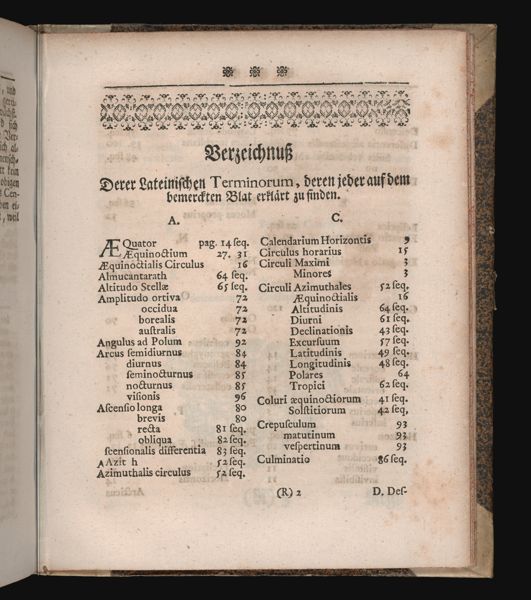 Verzeichnuß
Derer Lateinischen Terminorum, deren jeder auf dem
bemerckten Blat erklärt zu finden.
A.
ÆQuator pag. 14 seq.
Æquinoctium 27. 31
Æquinoctialis Circulus 16
Almucantarath 64 seq.
Altitudo Stellæ 65 seq.
Amplitudo ortiva 72
occidua 72
borealis 72
australis 72
Angulus ad Polum 92
Arcus semidiurnus 84
diurnus 84
seminocturnus 85
nocturnus 85
visionis 96
Ascensio longa 80
brevis 80
recta 81 seq.
obliqua 82 seq.
scensionalis differentia 83 seq.
AAzit h 52 seq.
Azimuthalis circulus 52 seq.
C.
Calendarium Horizontis 9
Circulus horarius 15
Circuli Maximi 3
Minores 3
Circuli Azimuthales 52 seq.
Æquinoctialis 16
Altitudinis 64 seq.
Diurni 61 seq.
Declinationis 43 seq.
Excursuum 57 seq.
Latitudinis 49 seq.
Longitudinis 48 seq.
Polares 64
Tropici 62 seq.
Coluri æquinoctiorum 41 seq.
Solstitiorum 42 seq,
Crepusculum 93
matutinum 93
vespertinum 93
Culminatio 86 seq.
(R) 2 D. Des-